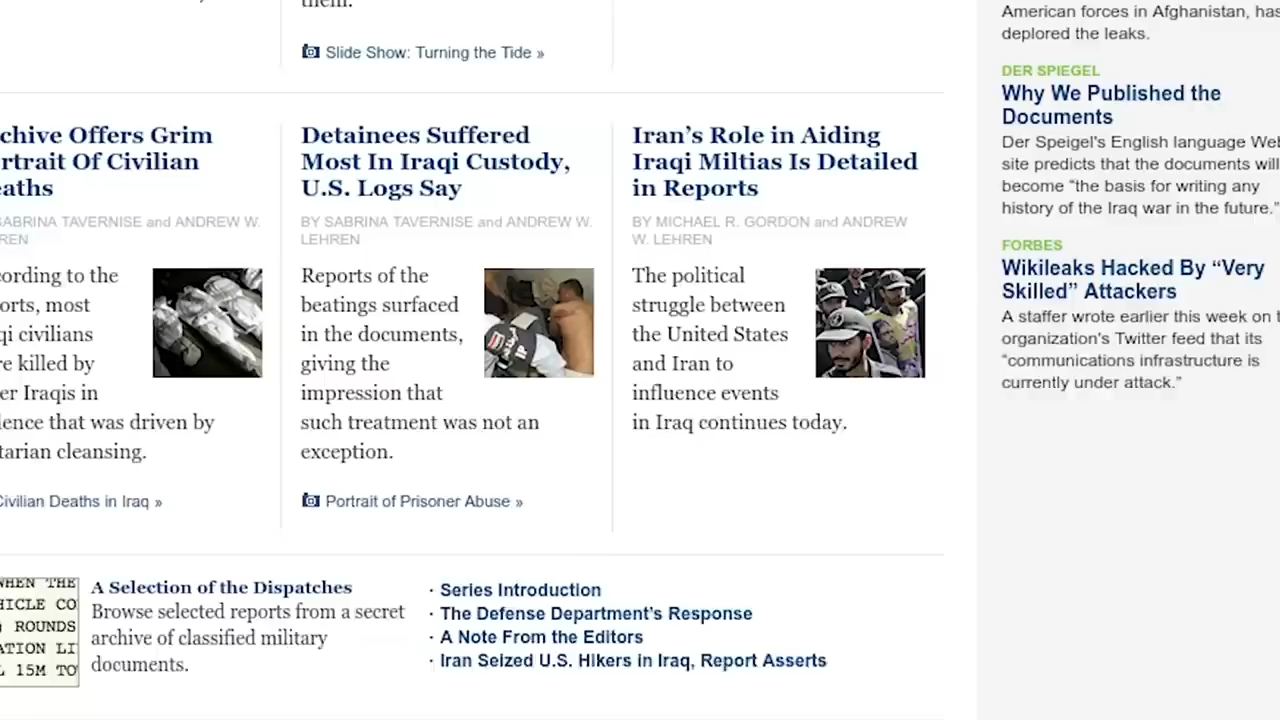 them.
Slide Show: Turning the Tide »
chive Offers Grim
rtrait Of Civilian
eaths
SABRINA TAVERNISE and ANDREW W.
REN
cording to the
orts, most
qi civilians
re killed by
er Iraqis in
lence that was driven by
tarian cleansing.
Civilian Deaths in Iraq »
Detainees Suffered
Most In Iraqi Custody,
U.S. Logs Say
BY SABRINA TAVERNISE and ANDREW W.
LEHREN
Reports of the
beatings surfaced
in the documents,
giving the
impression that
such treatment was not an
exception.
Portrait of Prisoner Abuse »
Iran’s Role in Aiding
Iraqi Miltias Is Detailed
in Reports
BY MICHAEL R. GORDON and ANDREW
W. LEHREN
The political
struggle between
the United States
and Iran to
influence events
in Iraq continues today.
WHEN THE
HICLE CO
ROUNDS
ATION LI
L 15M TO
A Selection of the Dispatches
Browse selected reports from a secret
archive of classified military
documents.
· Series Introduction
· The Defense Department’s Response
· A Note From the Editors
· Iran Seized U.S. Hikers in Iraq, Report Asserts
American forces in Afghanistan, has
deplored the leaks.
DER SPIEGEL
Why We Published the
Documents
Der Speigel's English language Web
site predicts that the documents will
become “the basis for writing any
history of the Iraq war in the future.”
FORBES
Wikileaks Hacked By “Very
Skilled” Attackers
A staffer wrote earlier this week on t
organization's Twitter feed that its
“communications infrastructure is
currently under attack.”